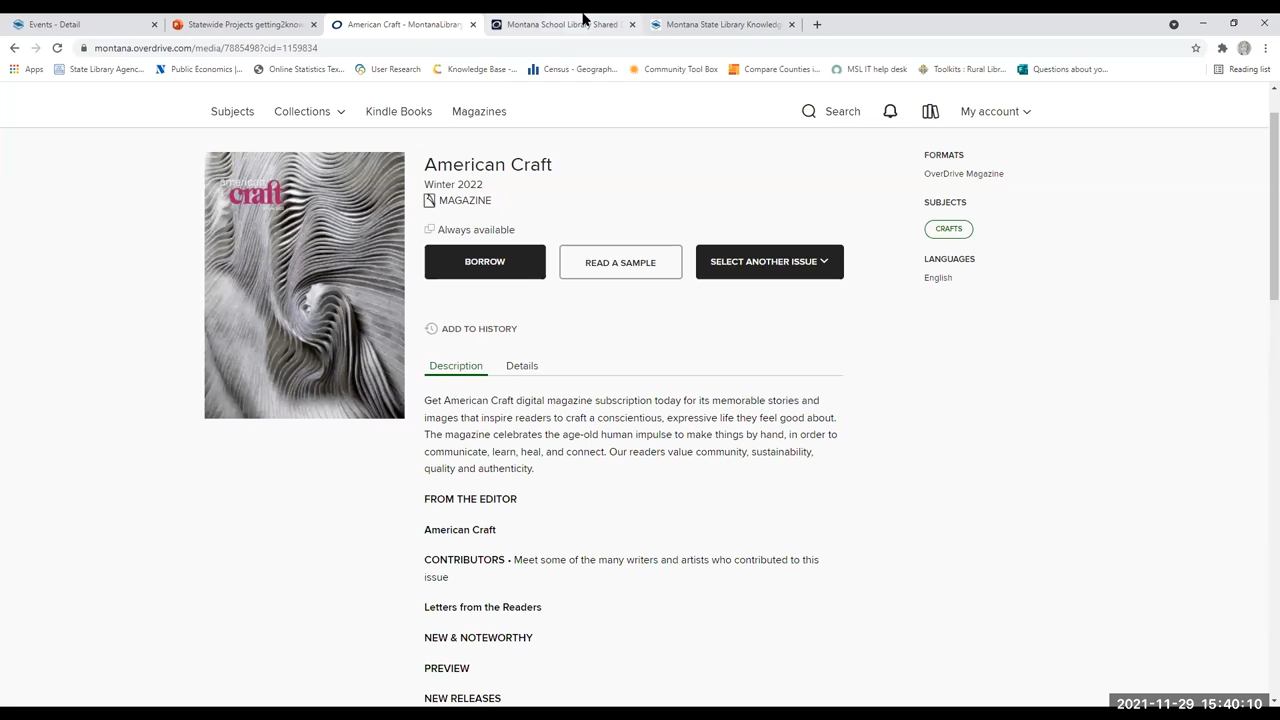 Events - Detail
Statewide Projects getting2know
American Craft - MontanaLibrary
Montana School Library Shared C
Montana State Library Knowledg
montana.overdrive.com/media/7885498?cid=1159834
Apps
State Library Agenc...
Public Economics |...
Online Statistics Tex...
User Research
Knowledge Base -...
Census - Geograph...
Community Tool Box
Compare Counties i...
MSL IT help desk
Toolkits : Rural Libr...
Questions about yo...
Reading list
Subjects
Collections
Kindle Books
Magazines
Search
My account
american
craft
American Craft
Winter 2022
MAGAZINE
Always available
BORROW
READ A SAMPLE
SELECT ANOTHER ISSUE
ADD TO HISTORY
Description
Details
Get American Craft digital magazine subscription today for its memorable stories and
images that inspire readers to craft a conscientious, expressive life they feel good about.
The magazine celebrates the age-old human impulse to make things by hand, in order to
communicate, learn, heal, and connect. Our readers value community, sustainability,
quality and authenticity.
FROM THE EDITOR
American Craft
CONTRIBUTORS • Meet some of the many writers and artists who contributed to this
issue
Letters from the Readers
NEW & NOTEWORTHY
PREVIEW
NEW RELEASES
FORMATS
OverDrive Magazine
SUBJECTS
CRAFTS
LANGUAGES
English
2021-11-29 15:40:10